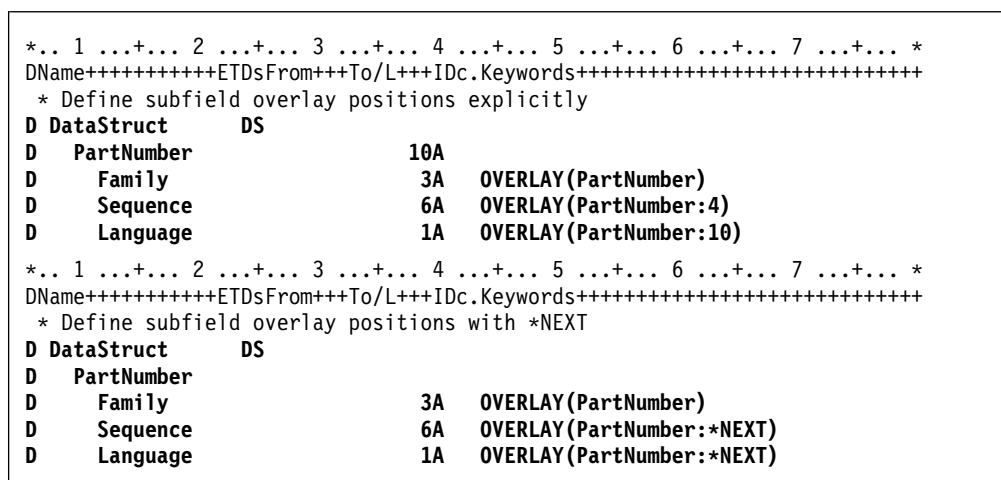 *.. 1 ...+... 2 ...+... 3 ...+... 4 ...+... 5 ...+... 6 ...+... 7 ...+... *
DName+++++++++++ETDsFrom+++To/L+++IDc.Keywords+++++++++++++++++++++++++++++
 * Define subfield overlay positions explicitly
D DataStruct      DS
D   PartNumber                   10A
D     Family                      3A   OVERLAY(PartNumber)
D     Sequence                    6A   OVERLAY(PartNumber:4)
D     Language                    1A   OVERLAY(PartNumber:10)
*.. 1 ...+... 2 ...+... 3 ...+... 4 ...+... 5 ...+... 6 ...+... 7 ...+... *
DName+++++++++++ETDsFrom+++To/L+++IDc.Keywords+++++++++++++++++++++++++++++
 * Define subfield overlay positions with *NEXT
D DataStruct      DS
D   PartNumber
D     Family                      3A   OVERLAY(PartNumber)
D     Sequence                    6A   OVERLAY(PartNumber:*NEXT)
D     Language                    1A   OVERLAY(PartNumber:*NEXT)